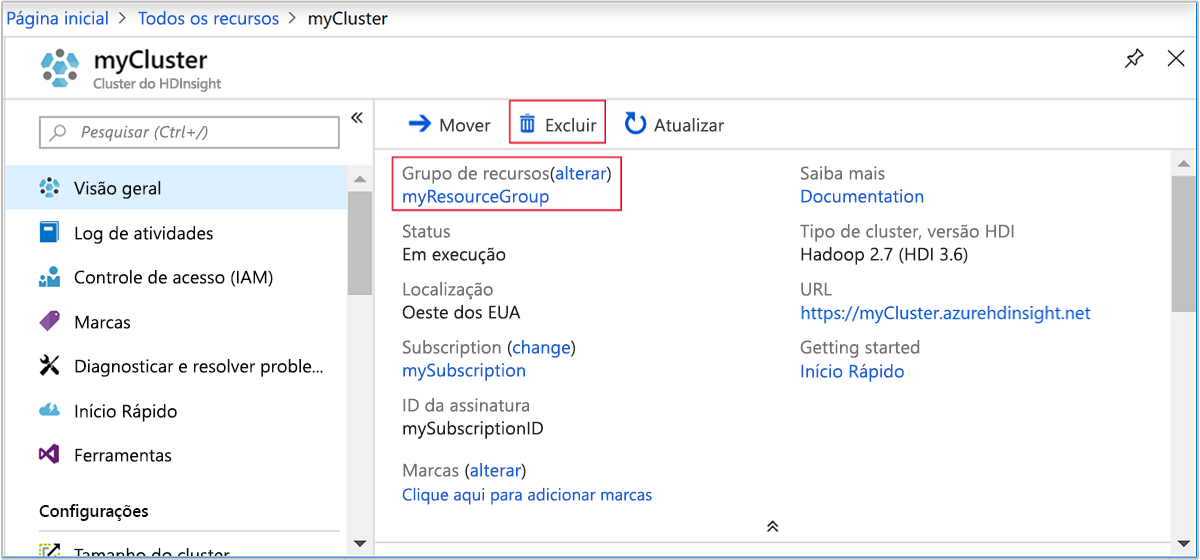 Página inicial > Todos os recursos > myCluster
myCluster
Cluster do HDInsight
Pesquisar (Ctrl+/)
«
Visão geral
Log de atividades
Controle de acesso (IAM)
Marcas
Diagnosticar e resolver proble...
Início Rápido
Ferramentas
Configurações
Tamanho do cluster
Mover
Excluir
Atualizar
Grupo de recursos(alterar)
myResourceGroup
Status
Em execução
Localização
Oeste dos EUA
Subscription (change)
mySubscription
ID da assinatura
mySubscriptionID
Marcas (alterar)
Clique aqui para adicionar marcas
Saiba mais
Documentation
Tipo de cluster, versão HDI
Hadoop 2.7 (HDI 3.6)
URL
https://myCluster.azurehdinsight.net
Getting started
Início Rápido